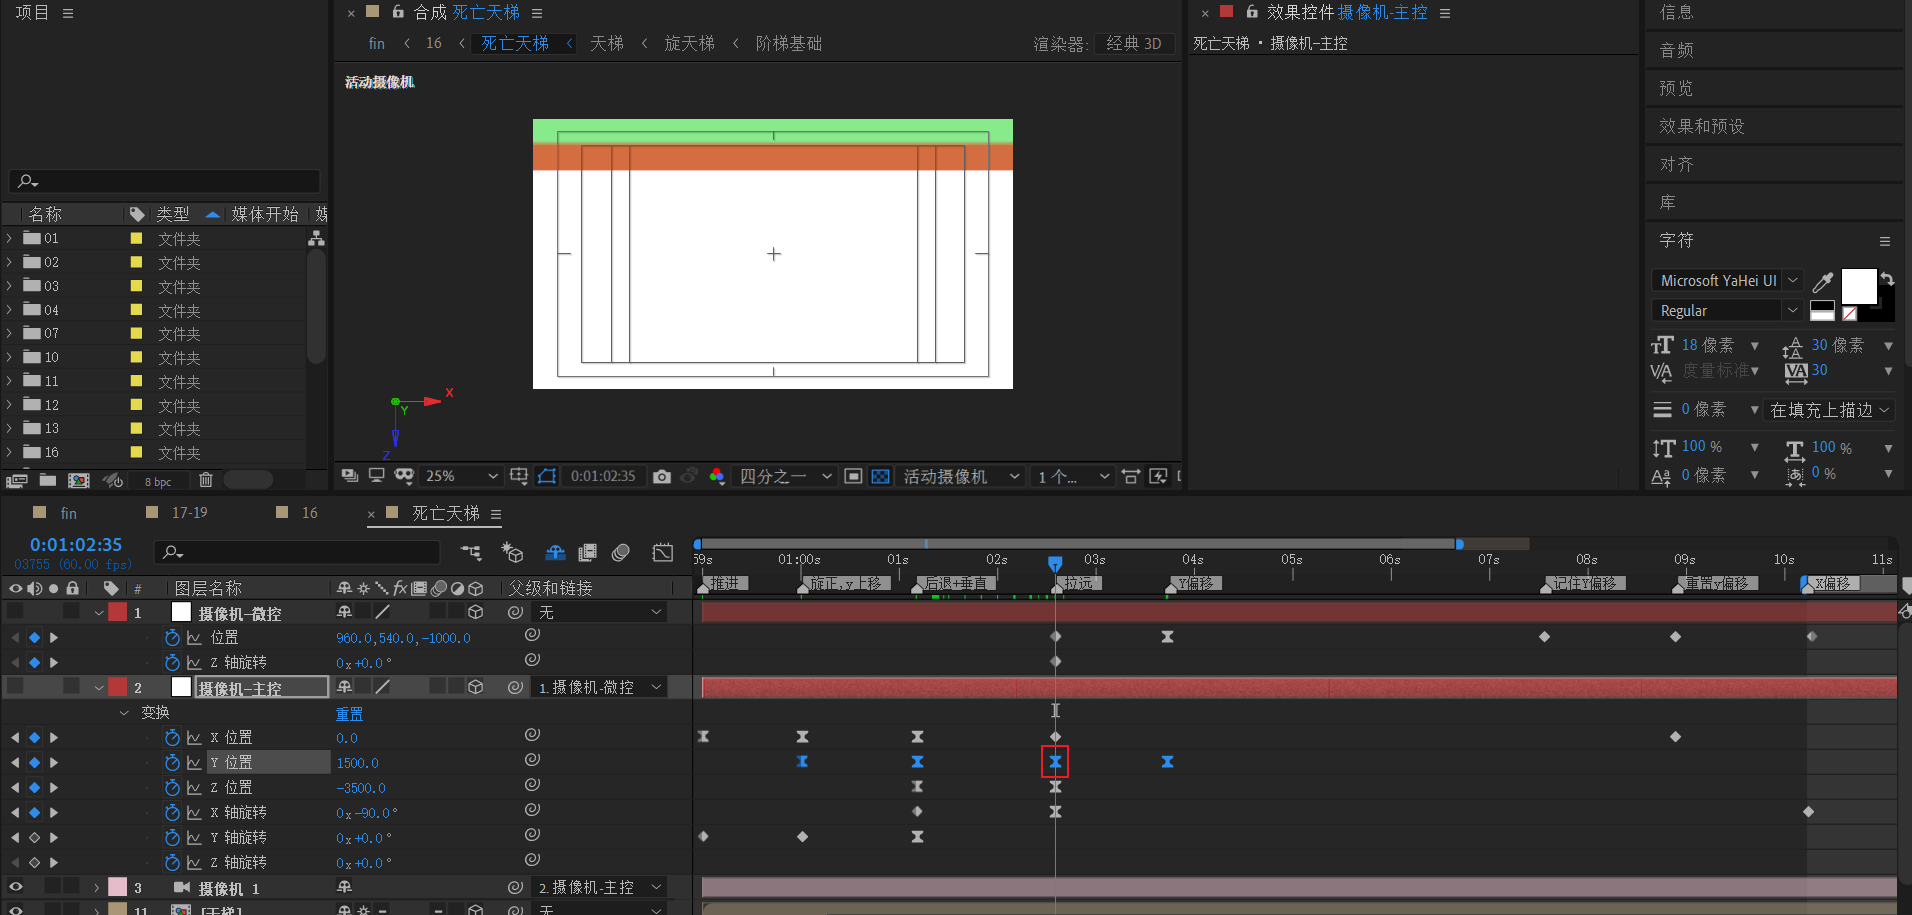 项目
合成 死亡天梯
效果控件 摄像机-主控
信息
fin
16
死亡天梯
天梯
旋天梯
阶梯基础
渲染器:
经典 3D
死亡天梯 • 摄像机-主控
音频
活动摄像机
预览
效果和预设
对齐
库
字符
名称
类型
媒体开始
媒
01 文件夹
02 文件夹
03 文件夹
04 文件夹
07 文件夹
10 文件夹
11 文件夹
12 文件夹
13 文件夹
16 文件夹
8 bpc
X
Y
Z
25%
0:01:02:35
四分之一
活动摄像机
1 个...
Microsoft YaHei UI
Regular
18 像素
30 像素
度量标准
30
0 像素
在填充上描边
100 %
100 %
0 像素
0 %
fin
17-19
16
死亡天梯
0:01:02:35
03755 (60.00 fps)
:59s
01:00s
01s
02s
03s
04s
05s
06s
07s
08s
09s
10s
11s
推进
旋正,y上移
后退+垂直
拉远
Y偏移
记住Y偏移
重置y偏移
X偏移
#
图层名称
fx
父级和链接
1 摄像机-微控 无
位置 960.0,540.0,-1000.0
Z 轴旋转 0x+0.0°
2 摄像机-主控 1.摄像机-微控
变换 重置
X 位置 0.0
Y 位置 1500.0
Z 位置 -3500.0
X 轴旋转 0x-90.0°
Y 轴旋转 0x+0.0°
Z 轴旋转 0x+0.0°
3 摄像机 1 2.摄像机-主控
11 [天梯] 无